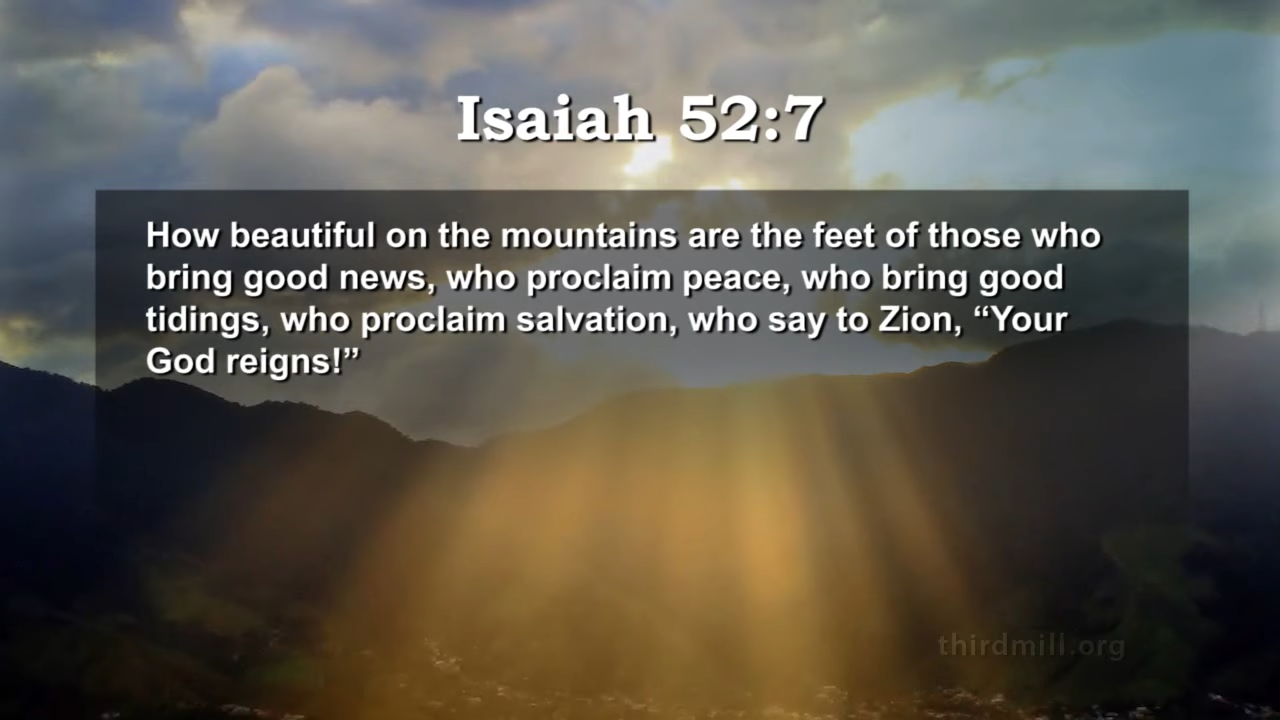 Isaiah 52:7
How beautiful on the mountains are the feet of those who
bring good news, who proclaim peace, who bring good
tidings, who proclaim salvation, who say to Zion, “Your
God reigns!”
thirdmill.org